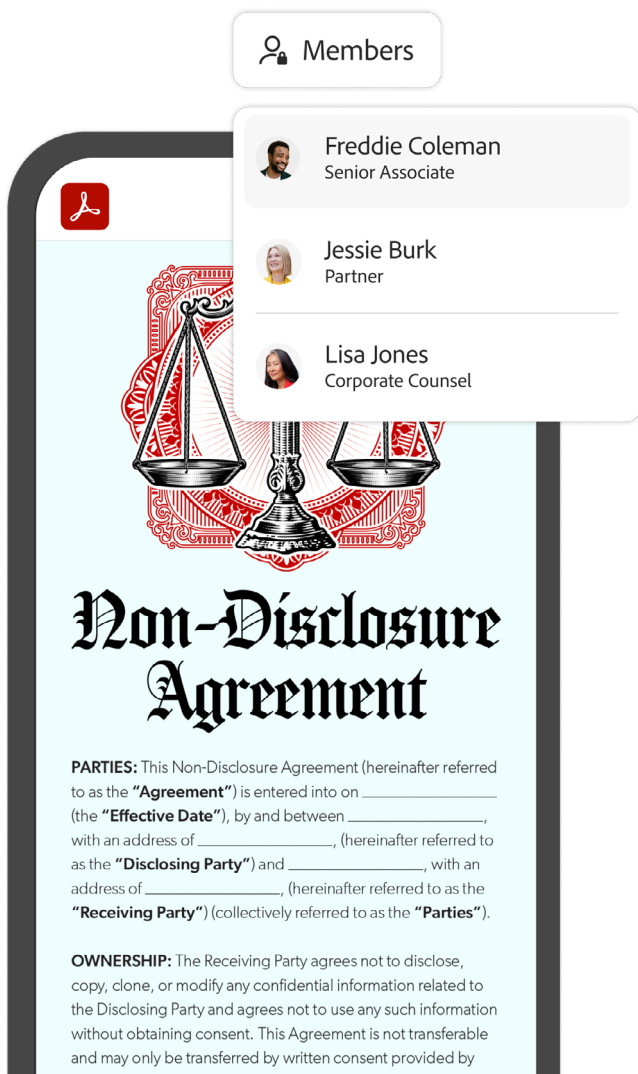 Members
Freddie Coleman
Senior Associate
Jessie Burk
Partner
Lisa Jones
Corporate Counsel
Non-Disclosure
Agreement
PARTIES: This Non-Disclosure Agreement (hereinafter referred
to as the “Agreement”) is entered into on ____________
(the “Effective Date”), by and between ____________,
with an address of ____________, (hereinafter referred to
as the “Disclosing Party”) and ____________, with an
address of ____________, (hereinafter referred to as the
“Receiving Party”) (collectively referred to as the “Parties”).
OWNERSHIP: The Receiving Party agrees not to disclose,
copy, clone, or modify any confidential information related to
the Disclosing Party and agrees not to use any such information
without obtaining consent. This Agreement is not transferable
and may only be transferred by written consent provided by